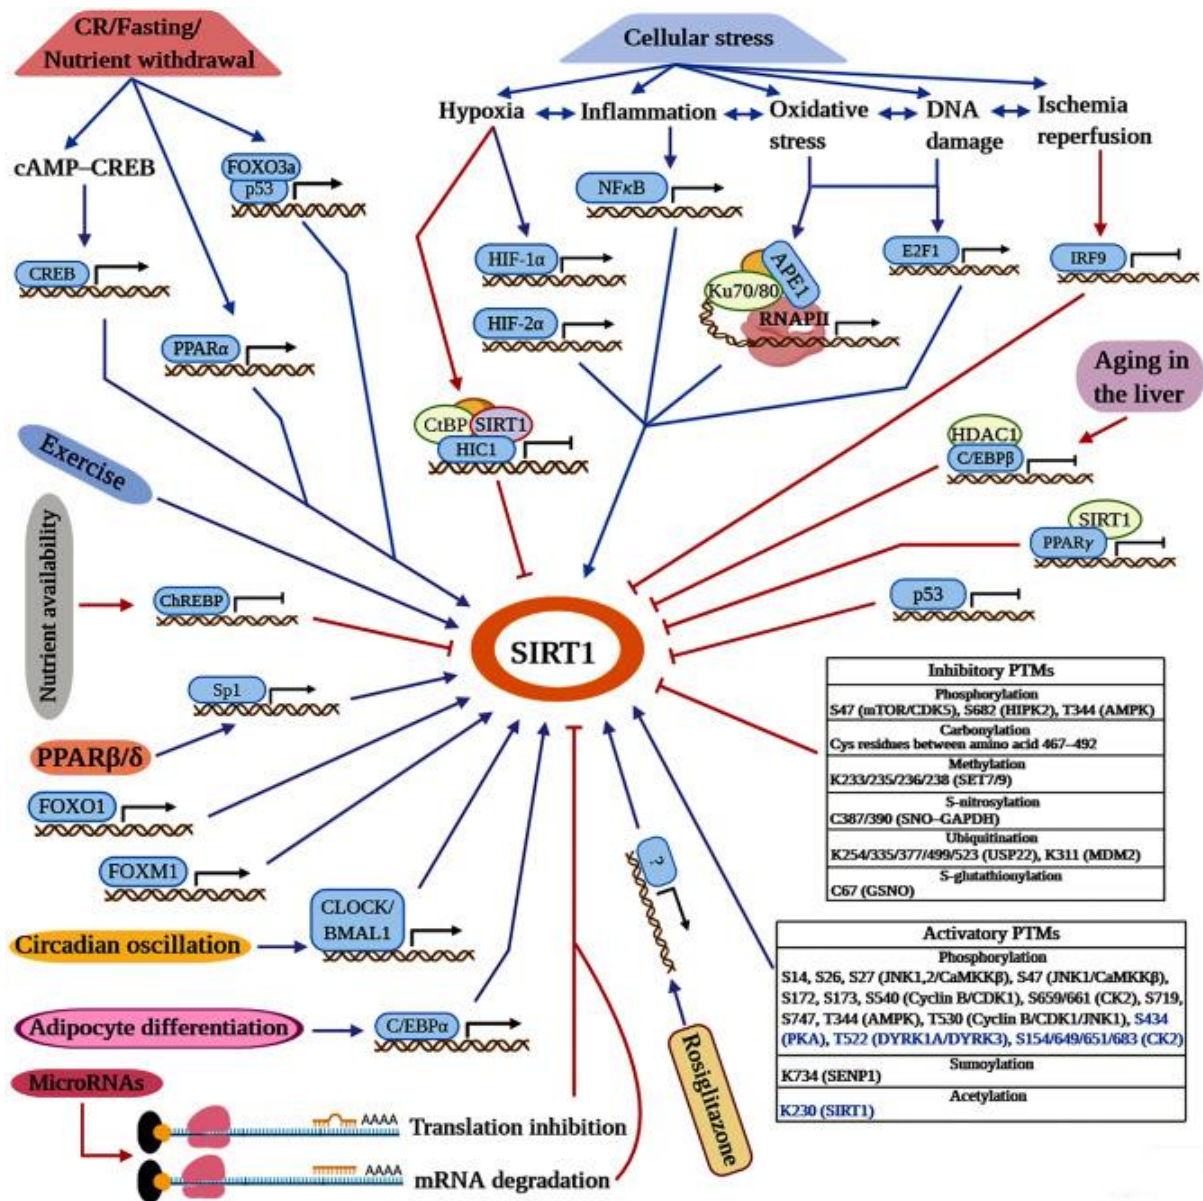 CR/Fasting/
Nutrient withdrawal
Cellular stress
Hypoxia
Inflammation
Oxidative
stress
DNA
damage
Ischemia
reperfusion
cAMP–CREB
FOXO3a
p53
NFκB
CREB
HIF-1α
HIF-2α
APE1
Ku70/80
RNAPII
E2F1
IRF9
PPARα
Aging in
the liver
CtBP
SIRT1
HIC1
HDAC1
C/EBPβ
Exercise
SIRT1
PPARγ
Nutrient availability
ChREBP
p53
SIRT1
Sp1
PPARβ/δ
FOXO1
FOXM1
?
CLOCK/
BMAL1
Circadian oscillation
Adipocyte differentiation
C/EBPα
Rosiglitazone
MicroRNAs
AAAA
Translation inhibition
AAAA
mRNA degradation
Inhibitory PTMs
Phosphorylation
S47 (mTOR/CDK5), S682 (HIPK2), T344 (AMPK)
Carbonylation
Cys residues between amino acid 467–492
Methylation
K233/235/236/238 (SET7/9)
S-nitrosylation
C387/390 (SNO–GAPDH)
Ubiquitination
K254/335/377/499/523 (USP22), K311 (MDM2)
S-glutathionylation
C67 (GSNO)
Activatory PTMs
Phosphorylation
S14, S26, S27 (JNK1,2/CaMKKβ), S47 (JNK1/CaMKKβ),
S172, S173, S540 (Cyclin B/CDK1), S659/661 (CK2), S719,
S747, T344 (AMPK), T530 (Cyclin B/CDK1/JNK1), S434
(PKA), T522 (DYRK1A/DYRK3), S154/649/651/683 (CK2)
Sumoylation
K734 (SENP1)
Acetylation
K230 (SIRT1)